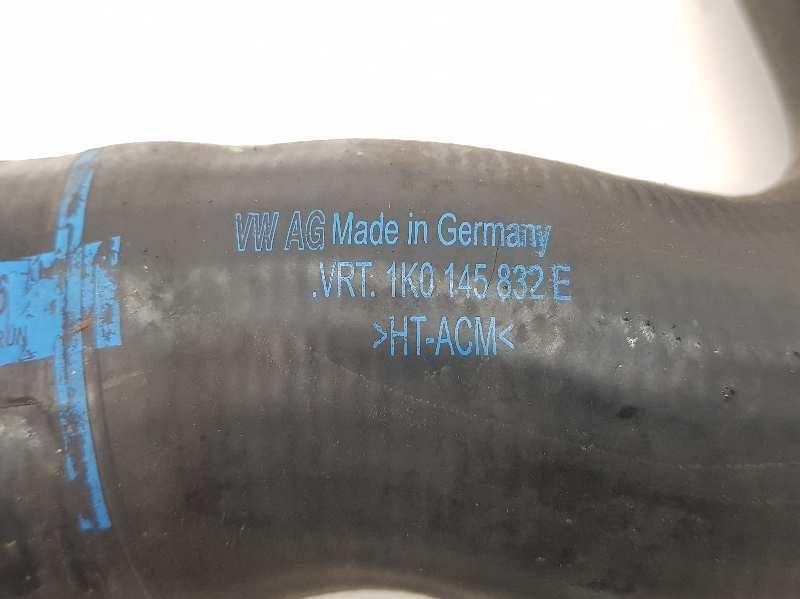 VW AG Made in Germany
.VRT. 1K0 145 832 E
>HT-ACM<